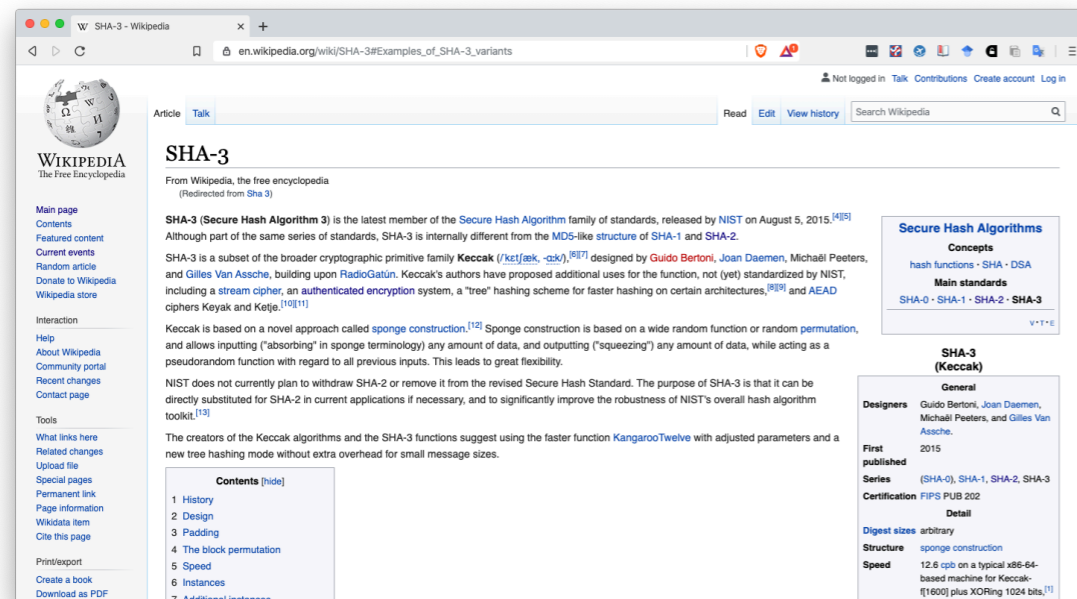 W SHA-3 - Wikipedia
en.wikipedia.org/wiki/SHA-3#Examples_of_SHA_3_variants
Not logged in Talk Contributions Create account Log in
Article Talk
Read Edit View history Search Wikipedia
WIKIPEDIA
The Free Encyclopedia
Main page
Contents
Featured content
Current events
Random article
Donate to Wikipedia
Wikipedia store
Interaction
Help
About Wikipedia
Community portal
Recent changes
Contact page
Tools
What links here
Related changes
Upload file
Special pages
Permanent link
Page information
Wikidata item
Cite this page
Print/export
Create a book
Download as PDF
SHA-3
From Wikipedia, the free encyclopedia
(Redirected from Sha 3)
SHA-3 (Secure Hash Algorithm 3) is the latest member of the Secure Hash Algorithm family of standards, released by NIST on August 5, 2015.[4][5]
Although part of the same series of standards, SHA-3 is internally different from the MD5-like structure of SHA-1 and SHA-2.
SHA-3 is a subset of the broader cryptographic primitive family Keccak (/ˈkɛtʃæk, -ɑːk/),[6][7] designed by Guido Bertoni, Joan Daemen, Michaël Peeters,
and Gilles Van Assche, building upon RadioGatún. Keccak's authors have proposed additional uses for the function, not (yet) standardized by NIST,
including a stream cipher, an authenticated encryption system, a "tree" hashing scheme for faster hashing on certain architectures,[8][9] and AEAD
ciphers Keyak and Ketje.[10][11]
Keccak is based on a novel approach called sponge construction.[12] Sponge construction is based on a wide random function or random permutation,
and allows inputting ("absorbing" in sponge terminology) any amount of data, and outputting ("squeezing") any amount of data, while acting as a
pseudorandom function with regard to all previous inputs. This leads to great flexibility.
NIST does not currently plan to withdraw SHA-2 or remove it from the revised Secure Hash Standard. The purpose of SHA-3 is that it can be
directly substituted for SHA-2 in current applications if necessary, and to significantly improve the robustness of NIST's overall hash algorithm
toolkit.[13]
The creators of the Keccak algorithms and the SHA-3 functions suggest using the faster function KangarooTwelve with adjusted parameters and a
new tree hashing mode without extra overhead for small message sizes.
Contents [hide]
1 History
2 Design
3 Padding
4 The block permutation
5 Speed
6 Instances
7 Additional instances
Secure Hash Algorithms
Concepts
hash functions · SHA · DSA
Main standards
SHA-0 · SHA-1 · SHA-2 · SHA-3
V·T·E
SHA-3
(Keccak)
General
Designers Guido Bertoni, Joan Daemen,
Michaël Peeters, and Gilles Van
Assche.
First 2015
published
Series (SHA-0), SHA-1, SHA-2, SHA-3
Certification FIPS PUB 202
Detail
Digest sizes arbitrary
Structure sponge construction
Speed 12.6 cpb on a typical x86-64-
based machine for Keccak-
f[1600] plus XORing 1024 bits,[1]